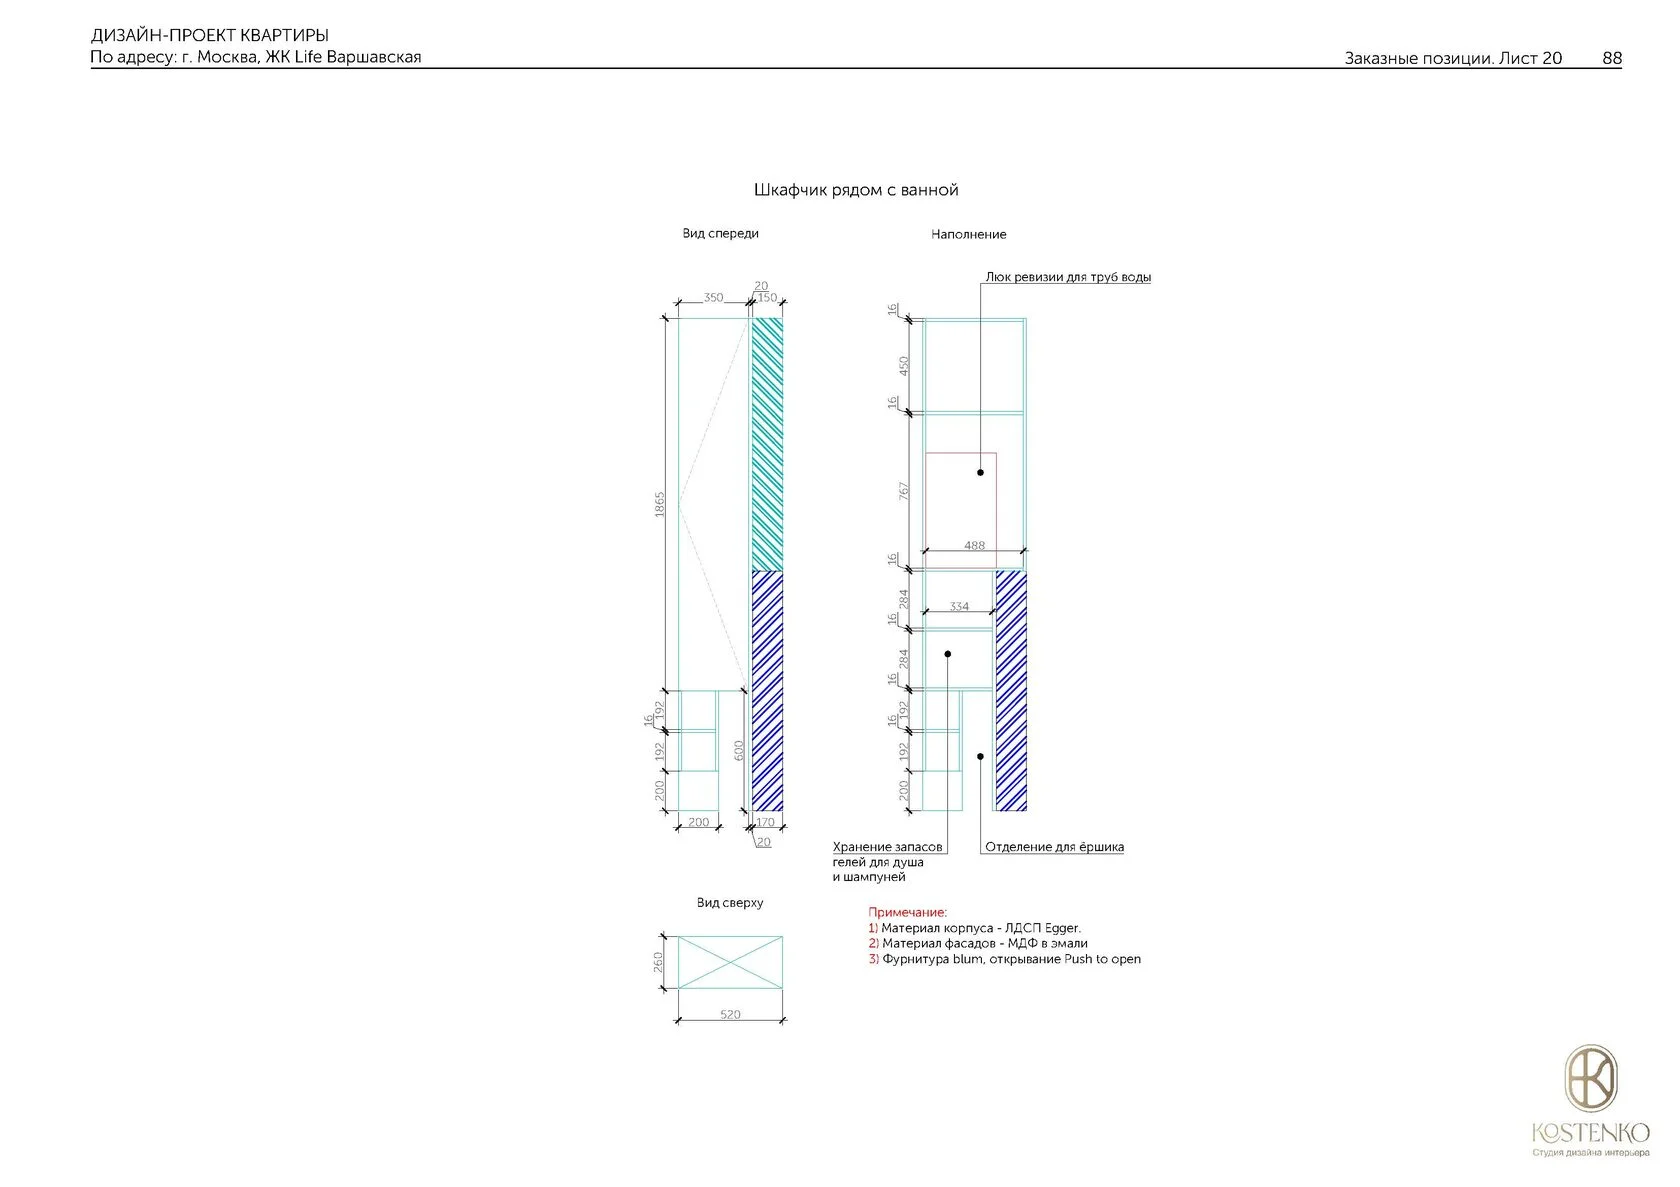 ДИЗАЙН-ПРОЕКТ КВАРТИРЫ
По адресу: г. Москва, ЖК Life Варшавская
Заказные позиции. Лист 20 88
Шкафчик рядом с ванной
Вид спереди
Наполнение
Люк ревизии для труб воды
20
350 150
1865
16
192
192
200
600
200 170
20
16
450
16
767
488
16
284
334
16
284
16
192
16
192
200
Хранение запасов
гелей для душа
и шампуней
Отделение для ёршика
Вид сверху
260
520
Примечание:
1) Материал корпуса - ЛДСП Egger.
2) Материал фасадов - МДФ в эмали
3) Фурнитура blum, открывание Push to open
KOSTENKO
Студия дизайна интерьера